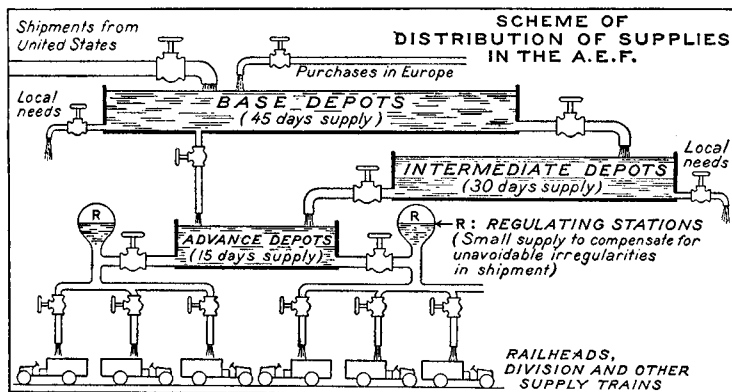 SCHEME OF
DISTRIBUTION OF SUPPLIES
IN THE A.E.F.
Shipments from
United States
Purchases in Europe
Local
needs
BASE DEPOTS
(45 days supply)
Local
needs
INTERMEDIATE DEPOTS
(30 days supply)
R
R
R: REGULATING STATIONS
(Small supply to compensate for
unavoidable irregularities
in shipment)
ADVANCE DEPOTS
(15 days supply)
RAILHEADS,
DIVISION AND OTHER
SUPPLY TRAINS